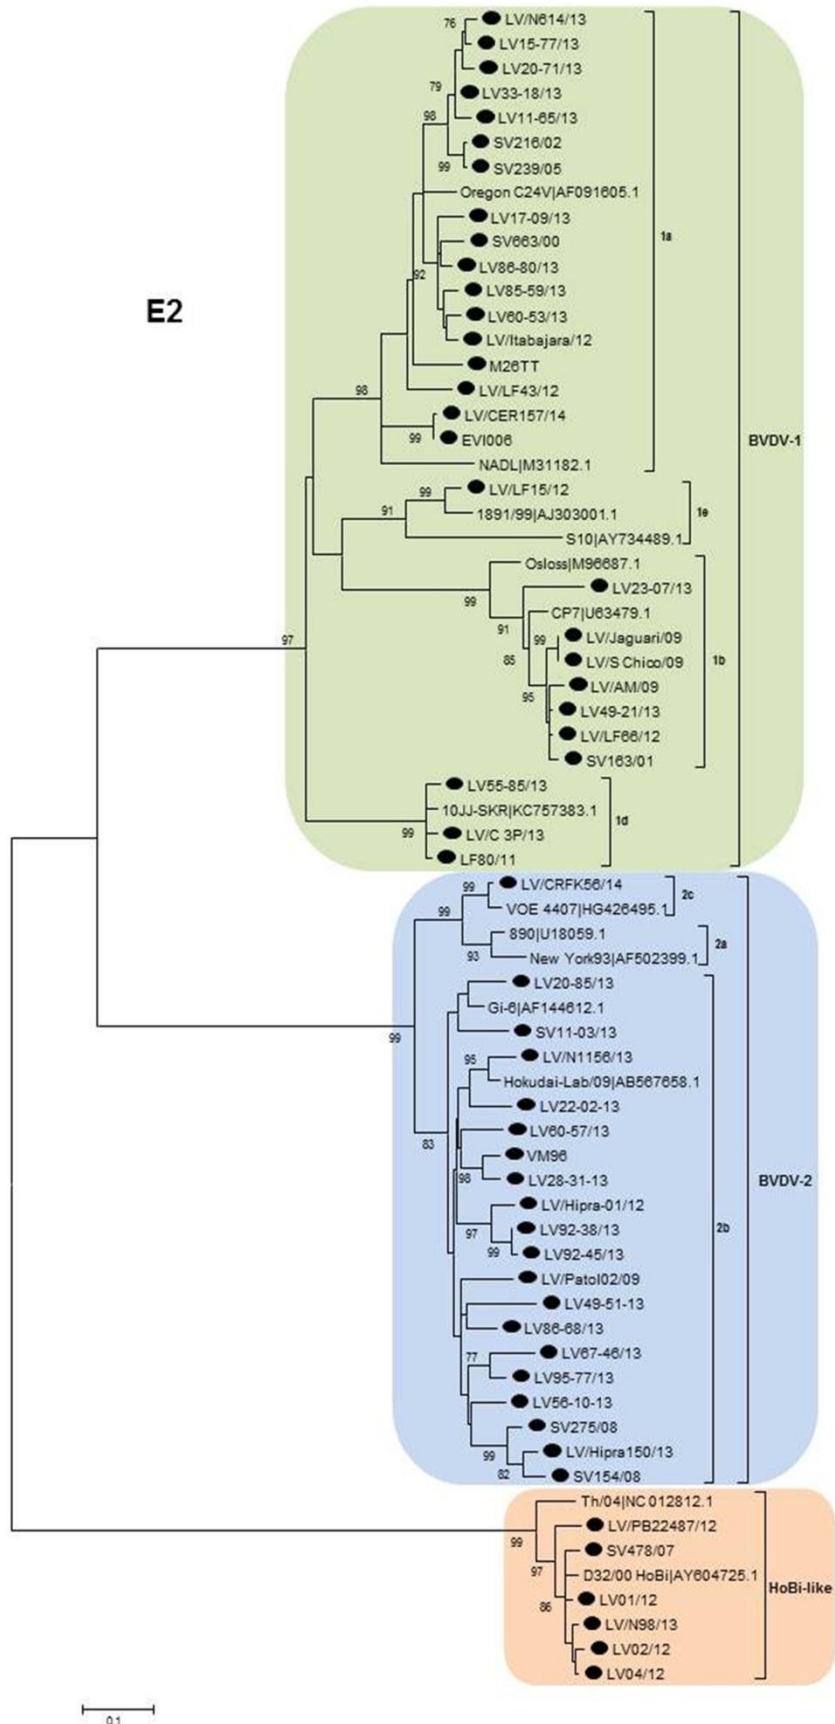 E2
76
LV/N614/13
LV15-77/13
LV20-71/13
79
LV33-18/13
98
LV11-65/13
SV216/02
99
SV239/05
Oregon C24V|AF091605.1
LV17-09/13
SV663/00
1a
92
LV86-80/13
LV85-59/13
LV60-53/13
LV/Itabajara/12
M26TT
98
LV/LF43/12
LV/CER157/14
99
EVI006
BVDV-1
NADL|M31182.1
99
LV/LF15/12
91
1891/99|AJ303001.1
1e
S10|AY734489.1
Osloss|M96687.1
99
LV23-07/13
91
CP7|U63479.1
99
LV/Jaguari/09
97
85
LV/S Chico/09
1b
95
LV/AM/09
LV49-21/13
LV/LF66/12
SV163/01
LV55-85/13
10JJ-SKR|KC757383.1
1d
99
LV/C 3P/13
LF80/11
99
LV/CRFK56/14
2c
99
VOE 4407|HG426495.1
890|U18059.1
2a
93
New York93|AF502399.1
LV20-85/13
Gi-6|AF144612.1
99
SV11-03/13
95
LV/N1156/13
Hokudai-Lab/09|AB567658.1
LV22-02-13
83
LV60-57/13
VM96
98
LV28-31-13
BVDV-2
LV/Hipra-01/12
97
LV92-38/13
2b
99
LV92-45/13
LV/Patol02/09
LV49-51-13
LV86-68/13
77
LV67-46/13
LV95-77/13
LV56-10-13
SV275/08
99
LV/Hipra150/13
82
SV154/08
Th/04|NC 012812.1
99
LV/PB22487/12
SV478/07
97
D32/00 HoBi|AY604725.1
HoBi-like
86
LV01/12
LV/N98/13
LV02/12
LV04/12
0.1